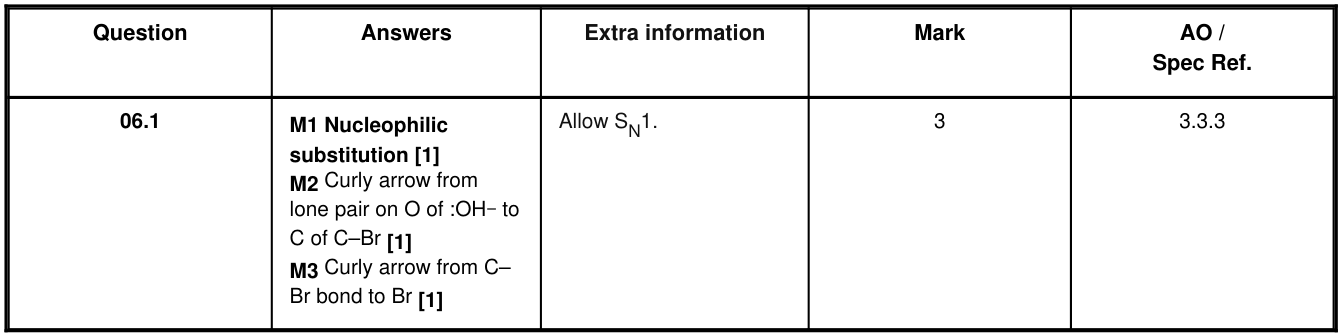 Question Answers Extra information Mark AO /
Spec Ref.
06.1 M1 Nucleophilic Allow SN1. 3 3.3.3
substitution [1]
M2 Curly arrow from
lone pair on O of :OH– to
C of C–Br [1]
M3 Curly arrow from C–
Br bond to Br [1]